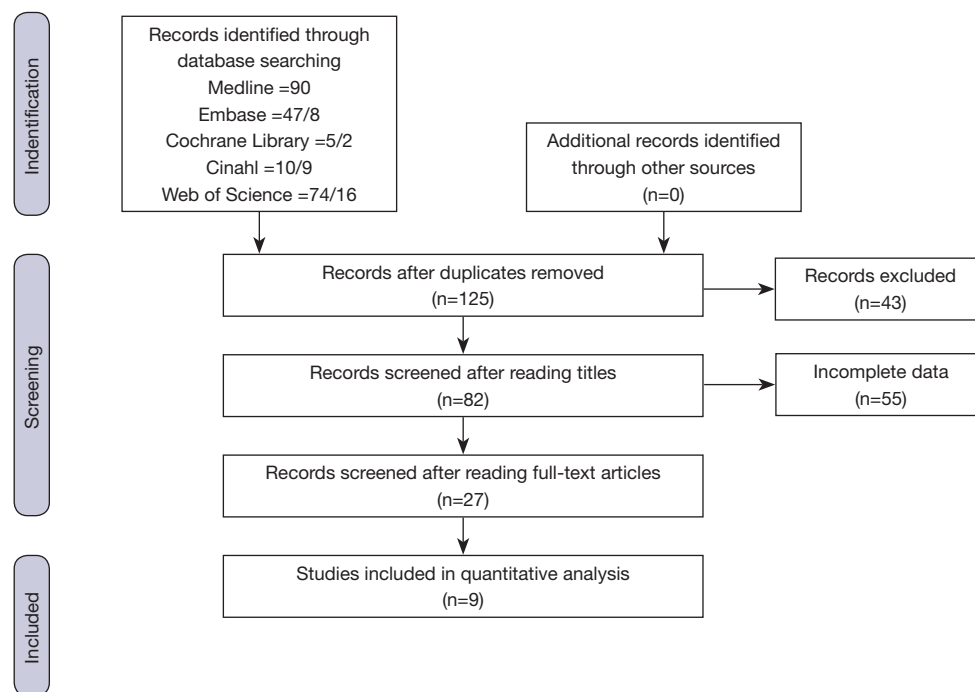 Indentification
Records identified through
database searching
Medline =90
Embase =47/8
Cochrane Library =5/2
Cinahl =10/9
Web of Science =74/16
Additional records identified
through other sources
(n=0)
Screening
Records after duplicates removed
(n=125)
Records excluded
(n=43)
Records screened after reading titles
(n=82)
Incomplete data
(n=55)
Records screened after reading full-text articles
(n=27)
Included
Studies included in quantitative analysis
(n=9)